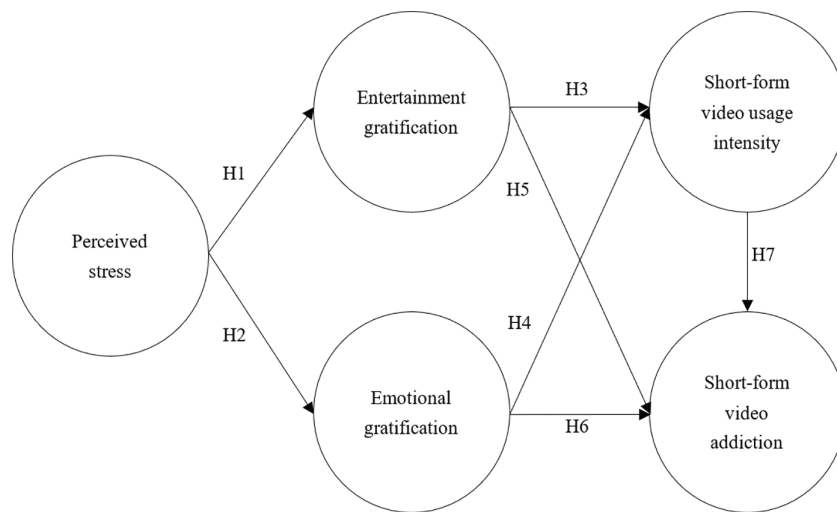 Entertainment
gratification
H3
Short-form
video usage
intensity
H1
H5
Perceived
stress
H7
H2
H4
Emotional
gratification
H6
Short-form
video
addiction